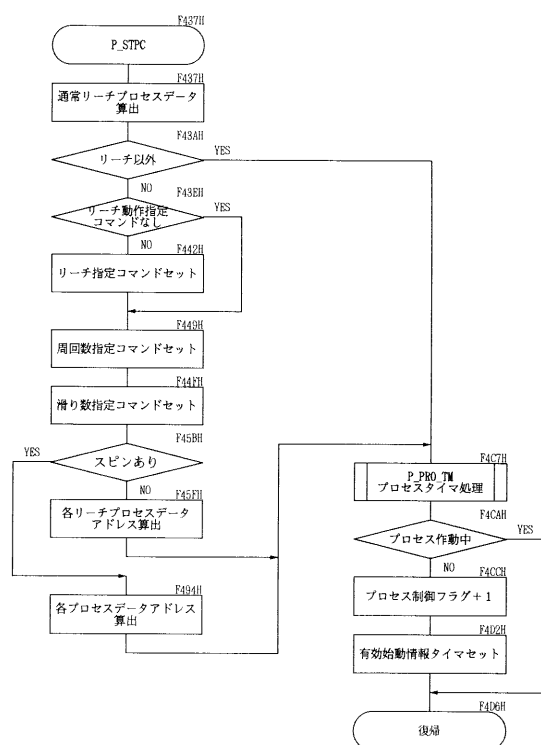 F437H
P_STPC
F437H
通常リーチプロセスデータ
算出
F43AH
リーチ以外
YES
NO
F43EH
リーチ動作指定
コマンドなし
YES
NO
F442H
リーチ指定コマンドセット
F449H
周回数指定コマンドセット
F44FH
滑り数指定コマンドセット
F45BH
スピンあり
YES
NO
F45FH
各リーチプロセスデータ
アドレス算出
F494H
各プロセスデータアドレス
算出
F4C7H
P_PRO_TM
プロセスタイマ処理
F4CAH
プロセス作動中
YES
NO
F4CCH
プロセス制御フラグ+1
F4D2H
有効始動情報タイマセット
F4D6H
復帰